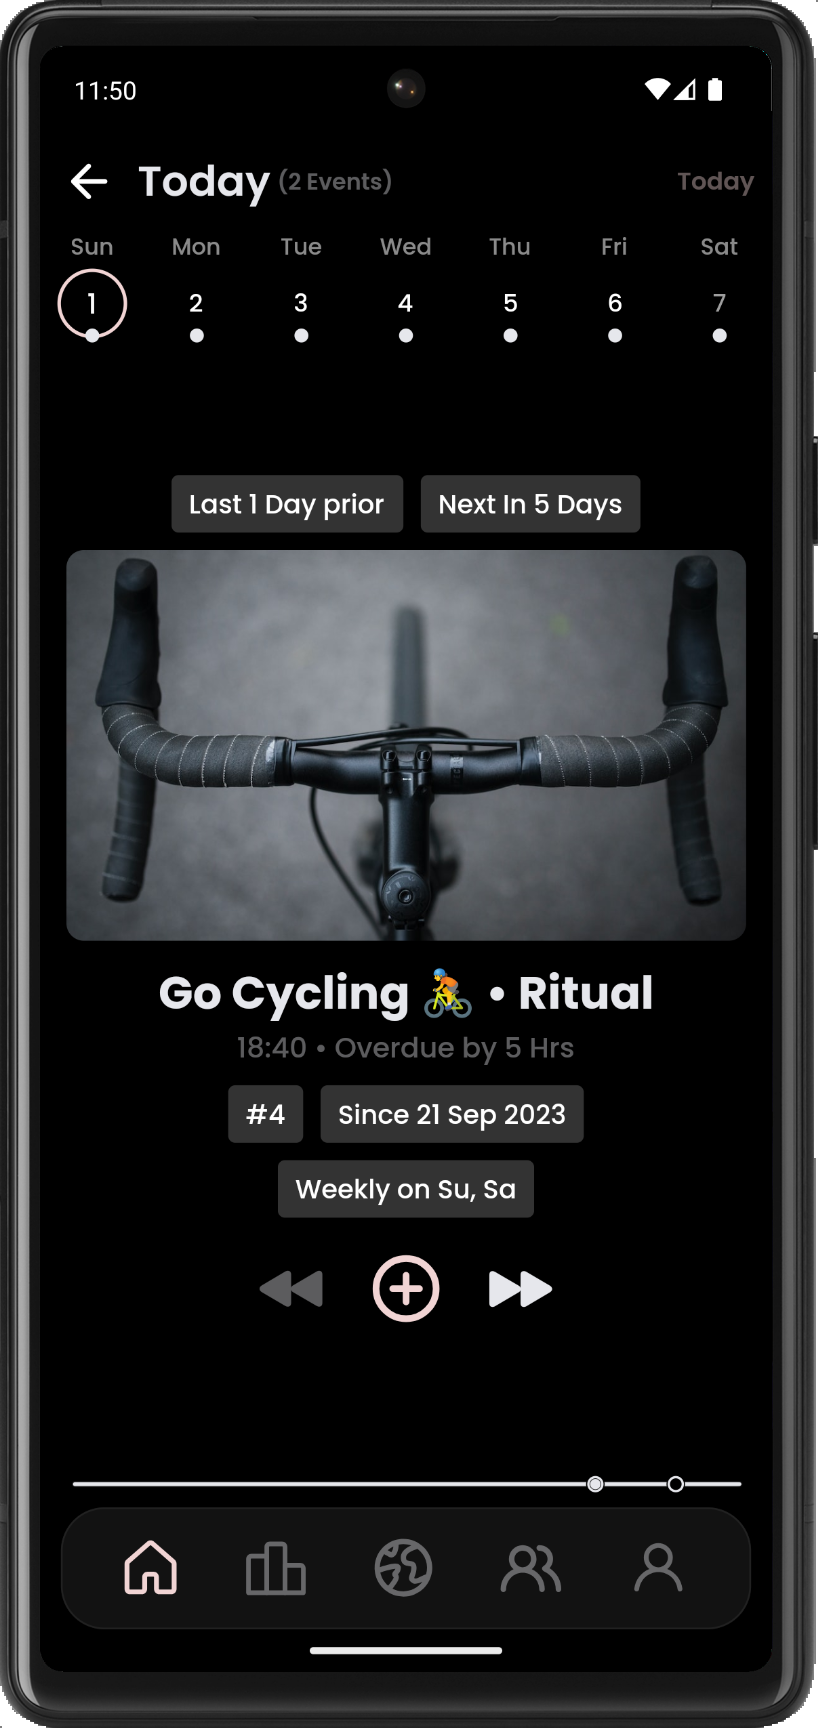 11:50
Today (2 Events) Today
Sun Mon Tue Wed Thu Fri Sat
1 2 3 4 5 6 7
Last 1 Day prior Next In 5 Days
Go Cycling 🚴 • Ritual
18:40 • Overdue by 5 Hrs
#4 Since 21 Sep 2023
Weekly on Su, Sa